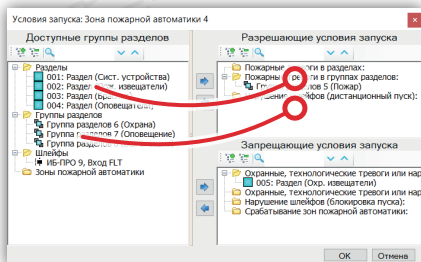 Условия запуска: Зона пожарной автоматики 4
Доступные группы разделов
Разделы
001: Раздел (Сист. устройства)
002: Раздел извещатели)
003: Раздел
004: Раздел
Группы разделов
Группа разделов 6 (Охрана)
Группа разделов 7 (Оповещение)
Группа
Шлейфы
ИБ-ПРО 9, Вход FLT
Зоны пожарной автоматики
Разрешающие условия запуска
Пожарные тревоги в разделах:
Пожарные в группах разделов:
5 (Пожар)
шлейфов (дистанционный пуск):
Запрещающие условия запуска
Охранные, технологические тревоги или нар
005: Раздел (Охр. извещатели)
Охранные, технологические тревоги или нар
Нарушение шлейфов (блокировка пуска):
Срабатывание зон пожарной автоматики:
OK Отмена